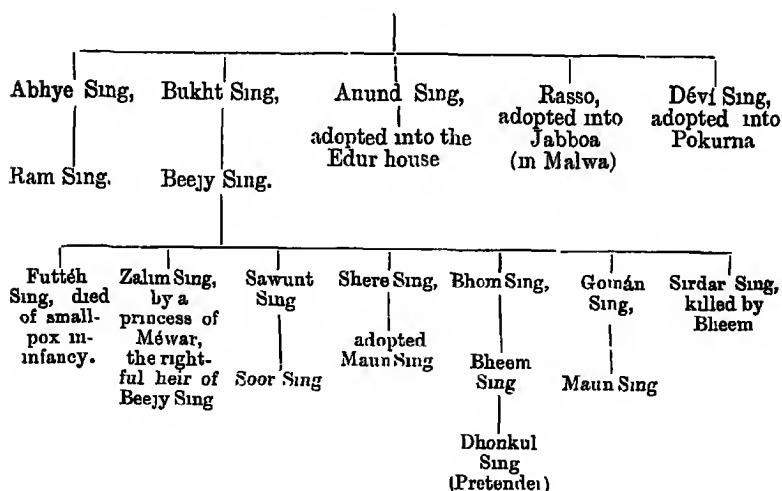 Abhye Sing, Bukht Sing, Anund Sing, Rasso, Déví Sing,
adopted into the adopted into adopted into
Edur house Jabboa Pokurna
(in Malwa)
Ram Sing. Beejy Sing.
Futtéh Zalim Sing, Sawunt Shere Sing, Bhom Sing, Gomán Sirdar Sing,
Sing, died by a Sing adopted Sing, killed by
of small- princess of Maun Sing Bheem
pox in- Méwar, Bheem
infancy. the right- Soor Sing Sing Maun Sing
ful heir of
Beejy Sing Dhonkul
Sing
(Pretender)